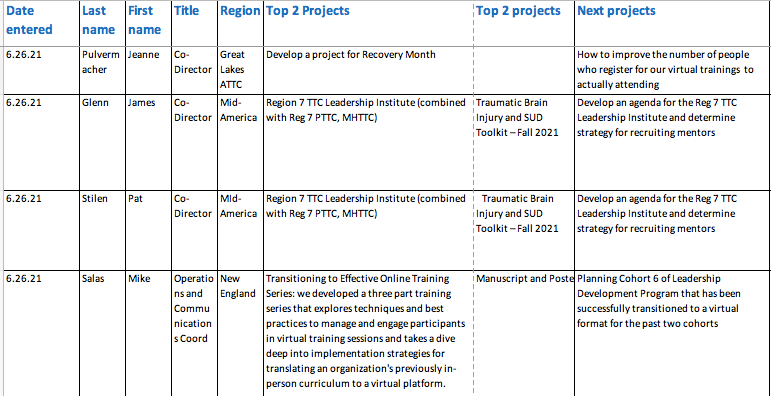 Date entered
Last name
First name
Title
Region
Top 2 Projects
Top 2 projects
Next projects
6.26.21
Pulverm
acher
Jeanne
Co-
Director
Great
Lakes
ATTC
Develop a project for Recovery Month
How to improve the number of people
who register for our virtual trainings to
actually attending
6.26.21
Glenn
James
Co-
Director
Mid-
America
Region 7 TTC Leadership Institute (combined
with Reg 7 PTTC, MHTTC)
Traumatic Brain
Injury and SUD
Toolkit – Fall 2021
Develop an agenda for the Reg 7 TTC
Leadership Institute and determine
strategy for recruiting mentors
6.26.21
Stilen
Pat
Co-
Director
MId-
America
Region 7 TTC Leadership Institute (combined
with Reg 7 PTTC, MHTTC)
Traumatic Brain
Injury and SUD
Toolkit – Fall 2021
Develop an agenda for the Reg 7 TTC
Leadership Institute and determine
strategy for recruiting mentors
6.26.21
Salas
Mike
Operatio
ns and
Commu
nication
s Coord
New
England
Transitioning to Effective Online Training
Series: we developed a three part training
series that explores techniques and best
practices to manage and engage participants
in virtual training sessions and takes a dive
deep into implementation strategies for
translating an organization's previously in-
person curriculum to a virtual platform.
Manuscript and Poste
Planning Cohort 6 of Leadership
Development Program that has been
successfully transitioned to a virtual
format for the past two cohorts